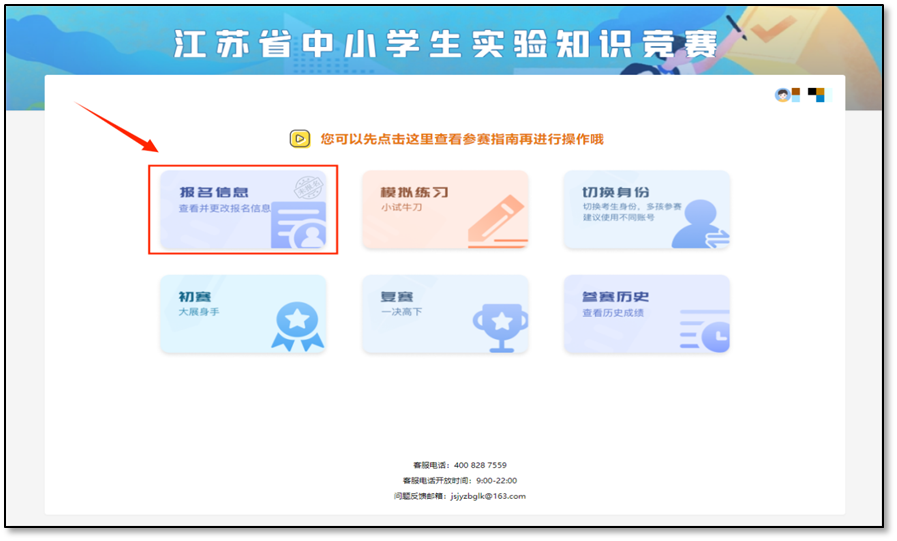 江苏省中小学生实验知识竞赛
您可以先点击这里查看参赛指南再进行操作哦
报名信息
查看并更改报名信息
模拟练习
小试牛刀
切换身份
切换考生身份，多孩参赛
建议使用不同账号
初赛
大展身手
复赛
一决高下
参赛历史
查看历史成绩
客服电话：400 828 7559
客服电话开放时间：9:00-22:00
问题反馈邮箱：jsjyzbglk@163.com